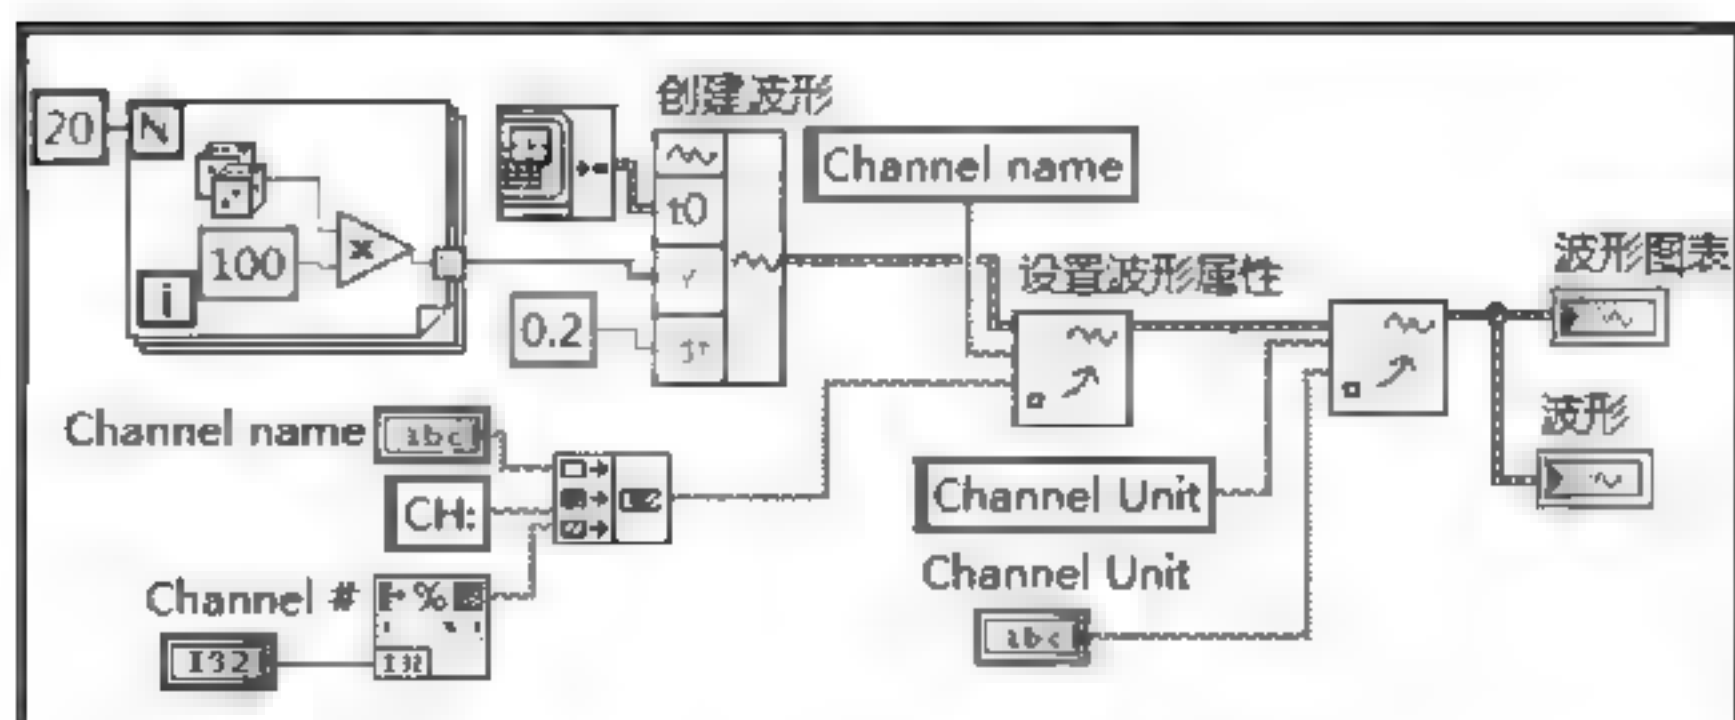 20
N
100
i
创建波形
t0
Y
0.2
Channel name
设置波形属性
波形图表
波形
Channel name
abc
CH:
Channel #
I32
%
I32
Channel Unit
Channel Unit
abc